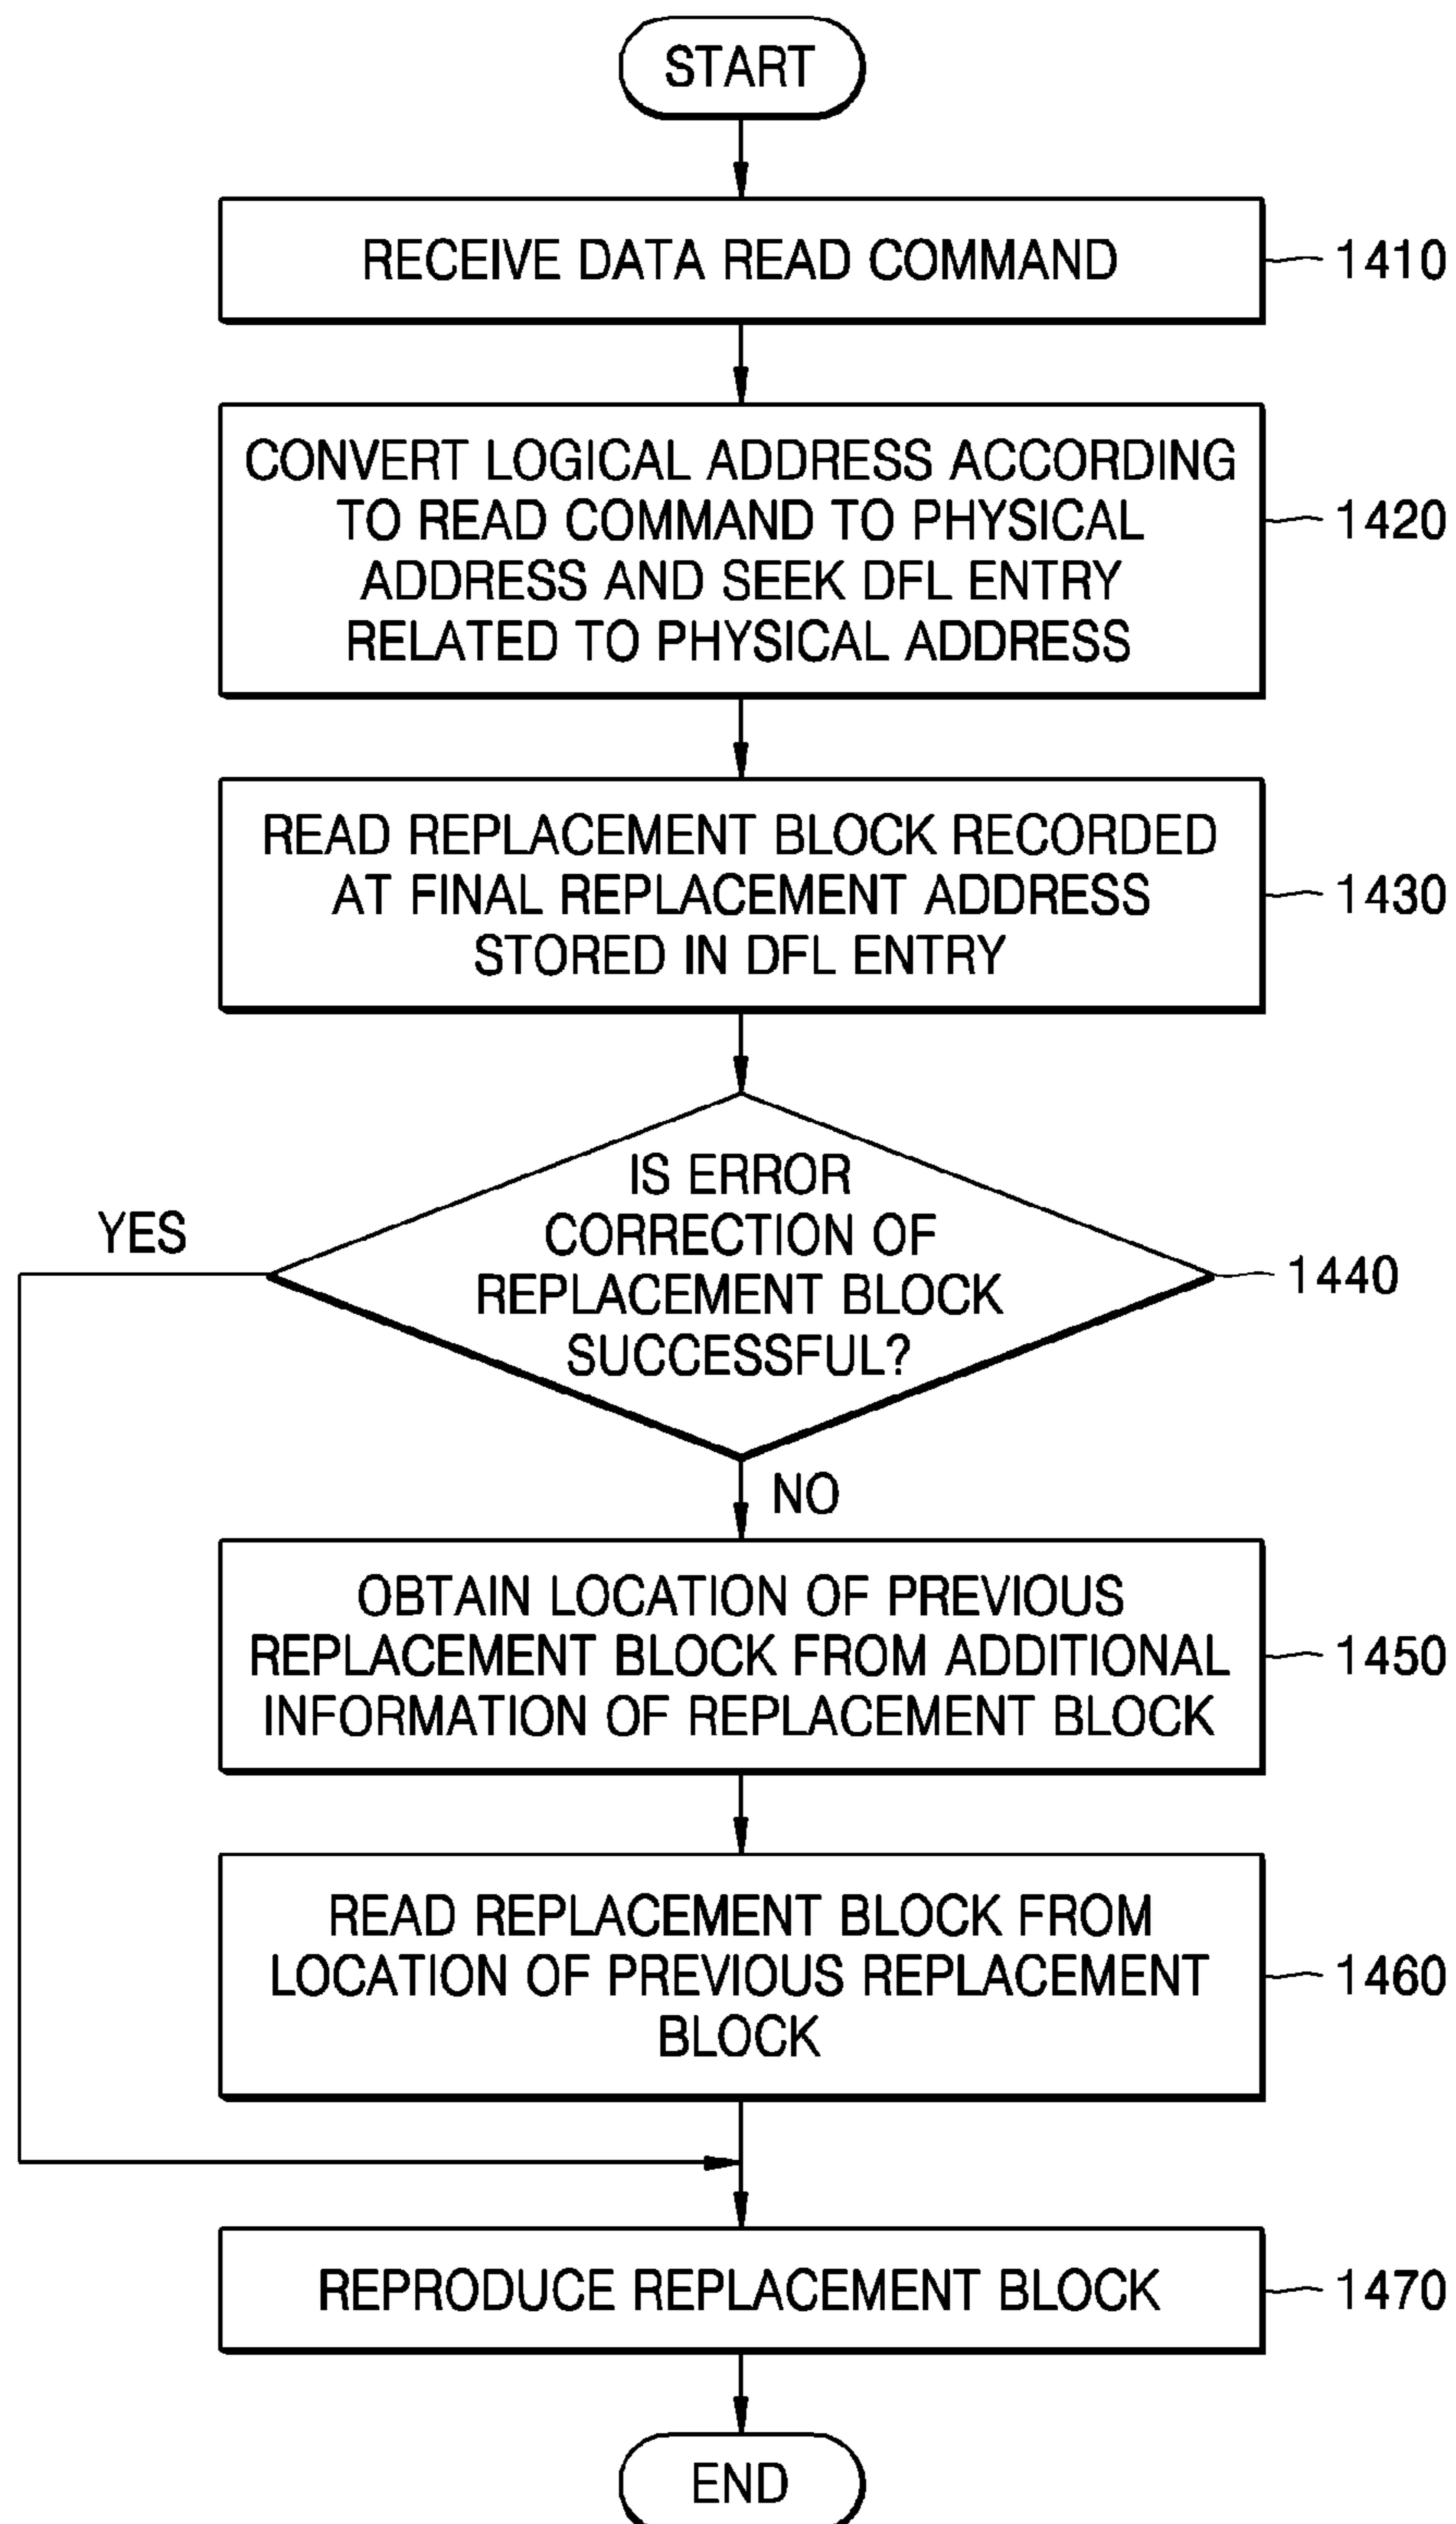 START
RECEIVE DATA READ COMMAND
1410
CONVERT LOGICAL ADDRESS ACCORDING
TO READ COMMAND TO PHYSICAL
ADDRESS AND SEEK DFL ENTRY
RELATED TO PHYSICAL ADDRESS
1420
READ REPLACEMENT BLOCK RECORDED
AT FINAL REPLACEMENT ADDRESS
STORED IN DFL ENTRY
1430
IS ERROR
CORRECTION OF
REPLACEMENT BLOCK
SUCCESSFUL?
1440
YES
NO
OBTAIN LOCATION OF PREVIOUS
REPLACEMENT BLOCK FROM ADDITIONAL
INFORMATION OF REPLACEMENT BLOCK
1450
READ REPLACEMENT BLOCK FROM
LOCATION OF PREVIOUS REPLACEMENT
BLOCK
1460
REPRODUCE REPLACEMENT BLOCK
1470
END